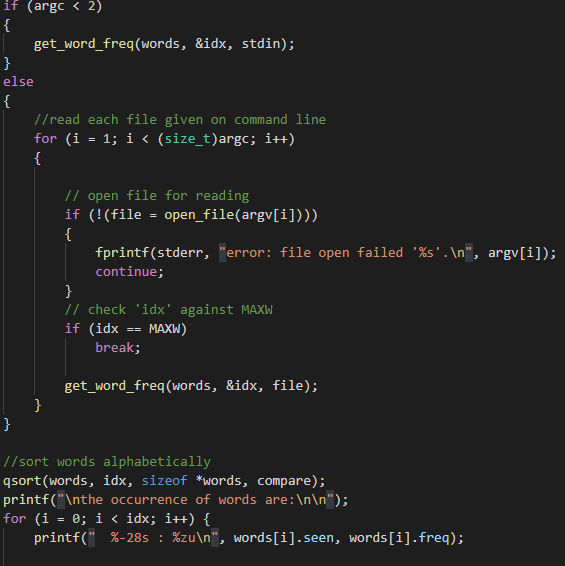 if (argc < 2)
{
get_word_freq(words, &idx, stdin);
}
else
{
//read each file given on command line
for (i = 1; i < (size_t)argc; i++)
{
// open file for reading
if (!(file = open_file(argv[i])))
{
fprintf(stderr, "error: file open failed '%s'.\n", argv[i]);
continue;
}
// check 'idx' against MAXW
if (idx == MAXW)
break;
get_word_freq(words, &idx, file);
}
}
//sort words alphabetically
qsort(words, idx, sizeof *words, compare);
printf("\nthe occurrence of words are:\n\n");
for (i = 0; i < idx; i++) {
printf("  %-28s : %zu\n", words[i].seen, words[i].freq);